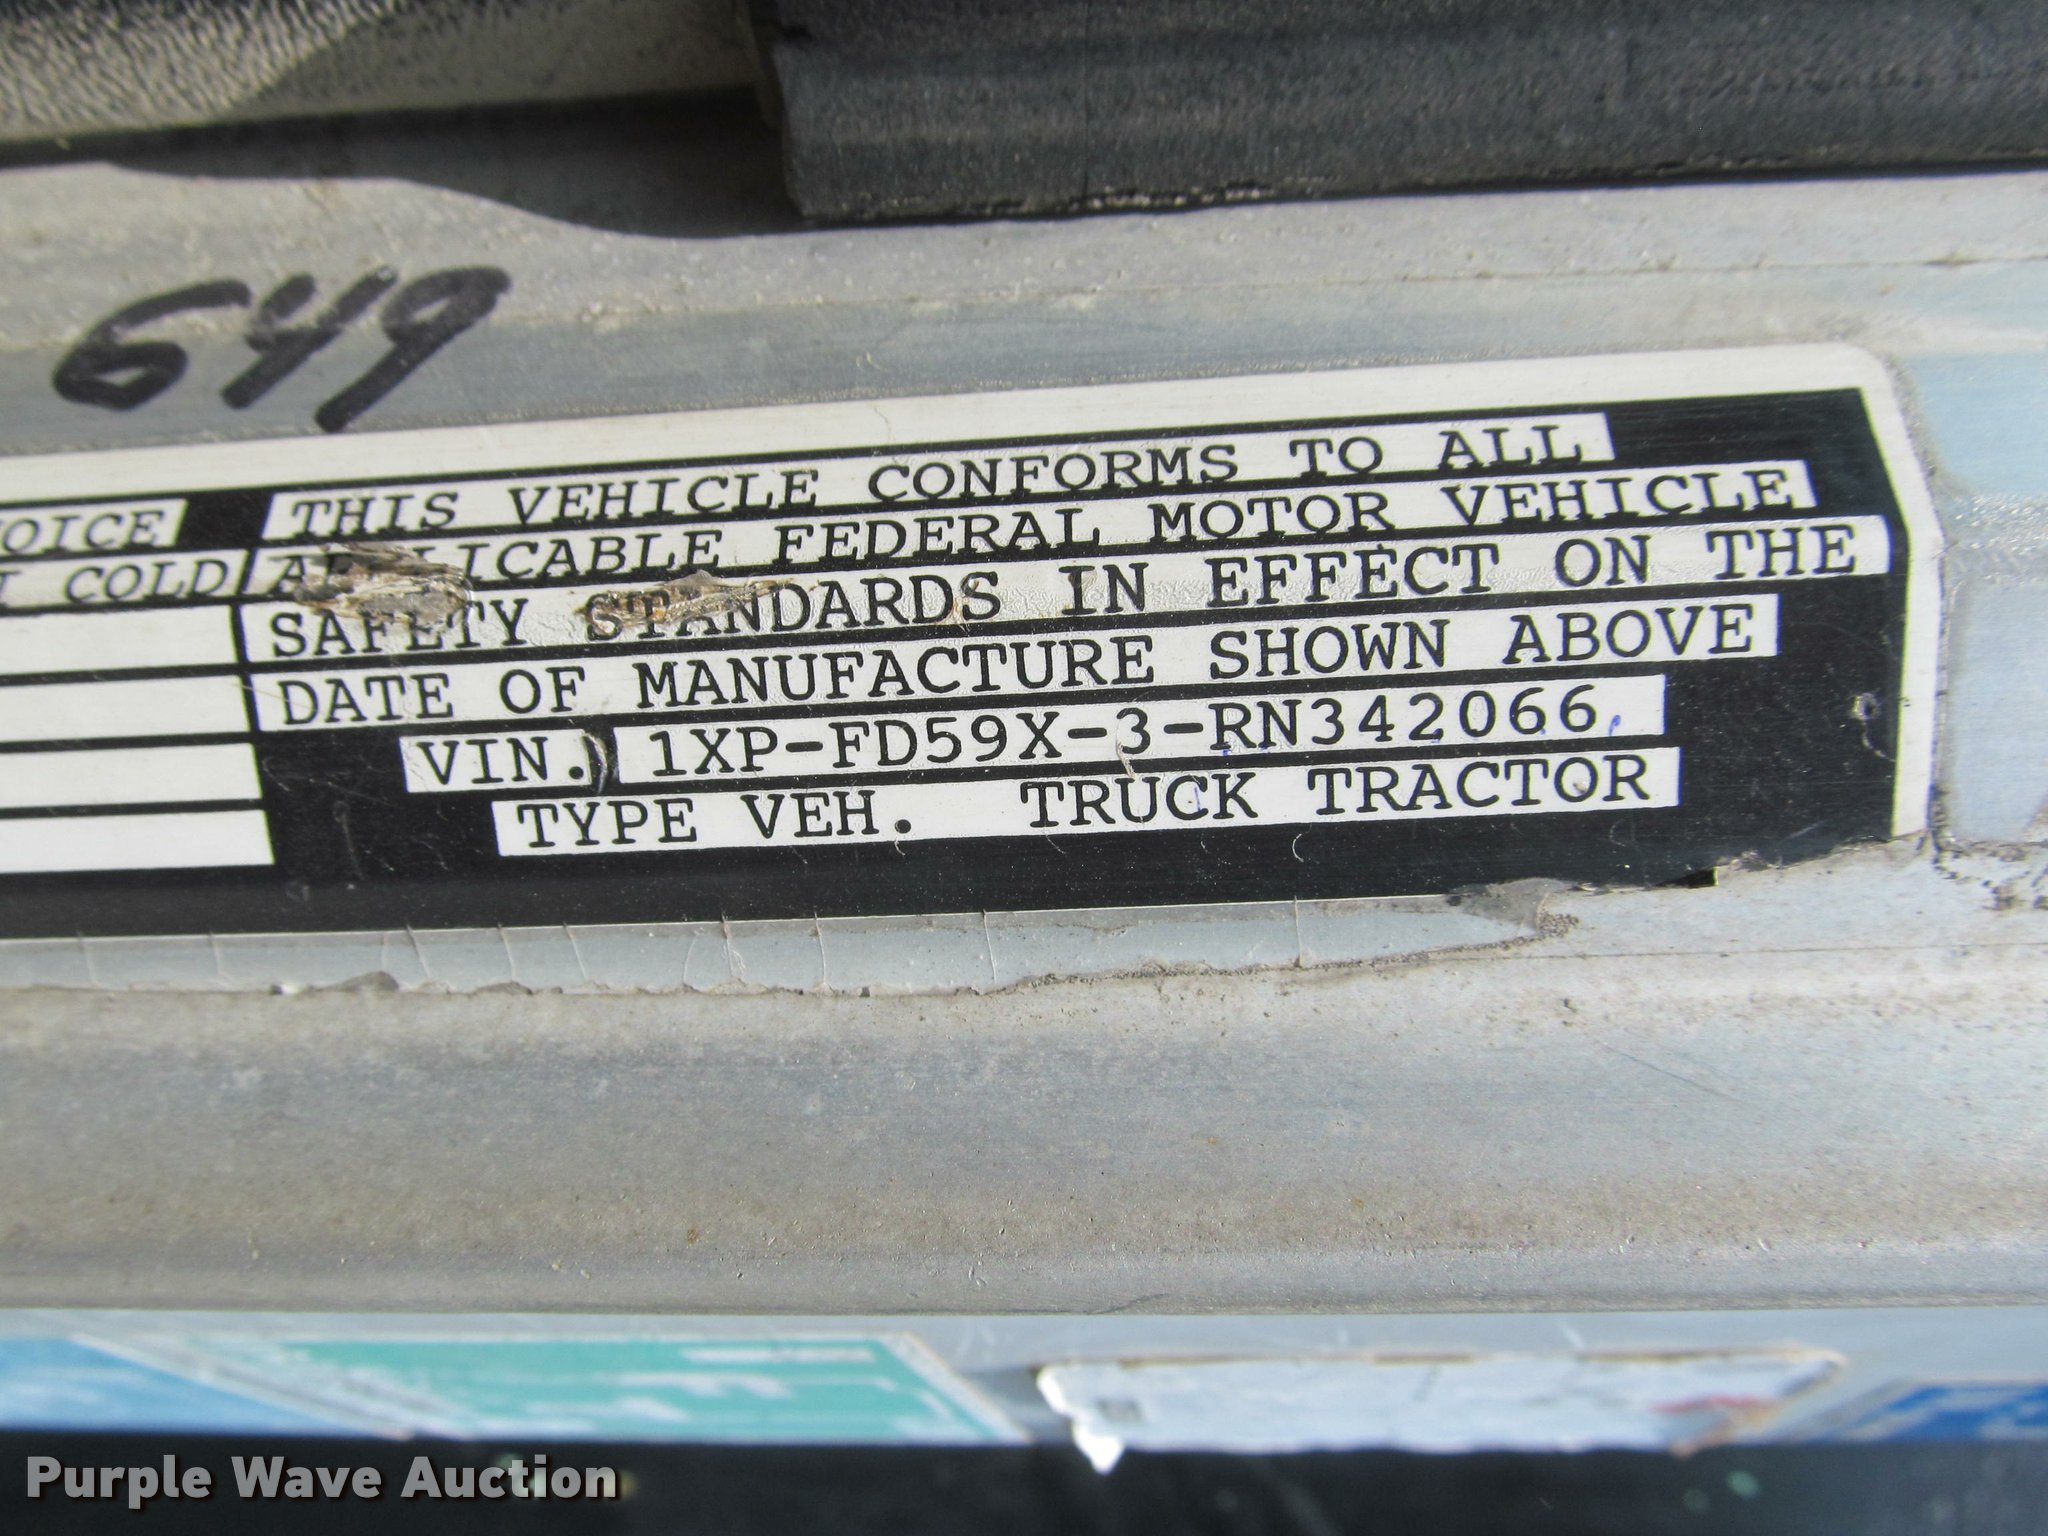 649
THIS VEHICLE CONFORMS TO ALL
APPLICABLE FEDERAL MOTOR VEHICLE
COLD
SAFETY STANDARDS IN EFFECT ON THE
DATE OF MANUFACTURE SHOWN ABOVE
VIN. 1XP-FD59X-3-RN342066
TYPE VEH. TRUCK TRACTOR
Purple Wave Auction